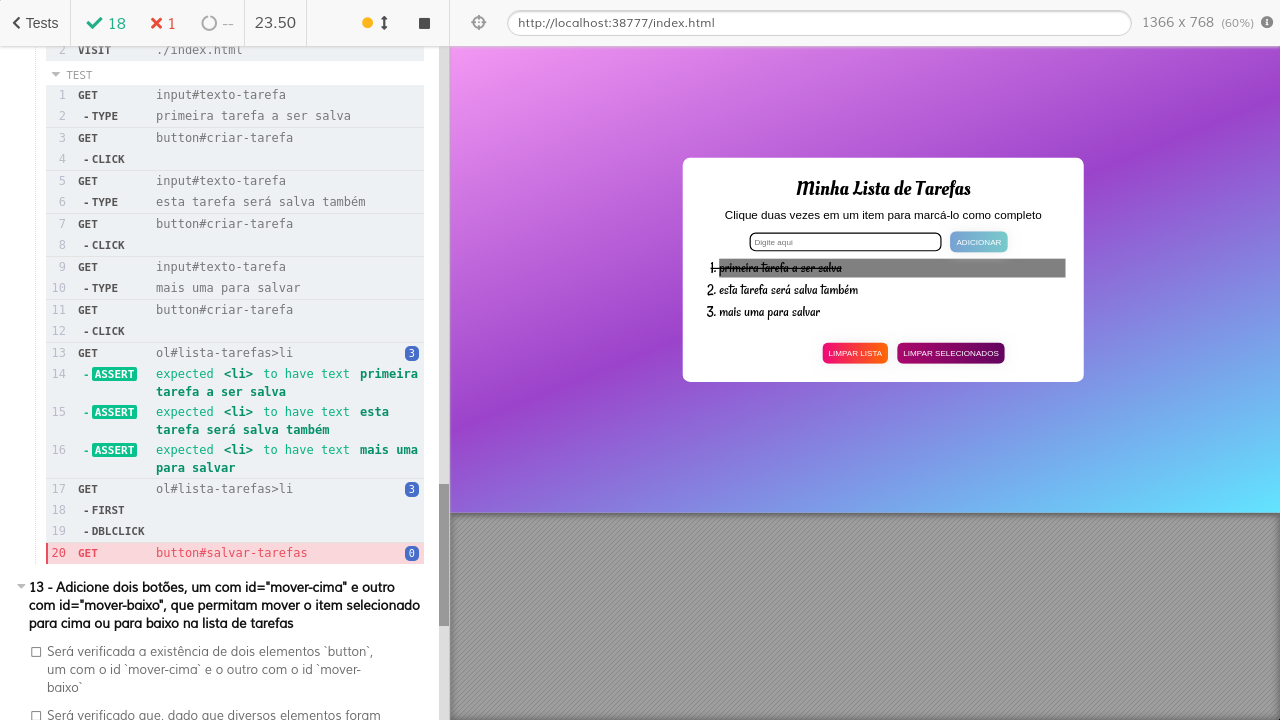 Tests 18 1 -- 23.50
http://localhost:38777/index.html 1366 x 768 (60%)
2 VISIT ./index.html
TEST
1 GET input#texto-tarefa
2 -TYPE primeira tarefa a ser salva
3 GET button#criar-tarefa
4 -CLICK
5 GET input#texto-tarefa
6 -TYPE esta tarefa será salva também
7 GET button#criar-tarefa
8 -CLICK
9 GET input#texto-tarefa
10 -TYPE mais uma para salvar
11 GET button#criar-tarefa
12 -CLICK
13 GET ol#lista-tarefas>li 3
14 -ASSERT expected <li> to have text primeira
tarefa a ser salva
15 -ASSERT expected <li> to have text esta
tarefa será salva também
16 -ASSERT expected <li> to have text mais uma
para salvar
17 GET ol#lista-tarefas>li 3
18 -FIRST
19 -DBLCLICK
20 GET button#salvar-tarefas 0
13 - Adicione dois botões, um com id="mover-cima" e outro
com id="mover-baixo", que permitam mover o item selecionado
para cima ou para baixo na lista de tarefas
Será verificada a existência de dois elementos `button`,
um com o id `mover-cima` e o outro com o id `mover-
baixo`
Será verificado que, dado que diversos elementos foram
Minha Lista de Tarefas
Clique duas vezes em um item para marcá-lo como completo
Digite aqui ADICIONAR
1. primeira tarefa a ser salva
2. esta tarefa será salva também
3. mais uma para salvar
LIMPAR LISTA LIMPAR SELECIONADOS